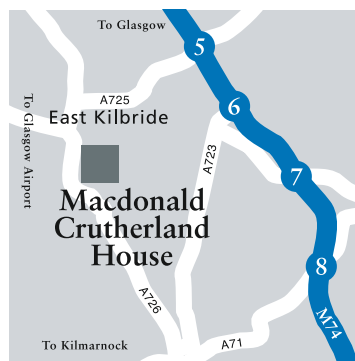 To Glasgow
5
A725
6
East Kilbride
To Glasgow Airport
A723
7
Macdonald
Crutherland
House
8
A726
M74
To Kilmarnock
A71